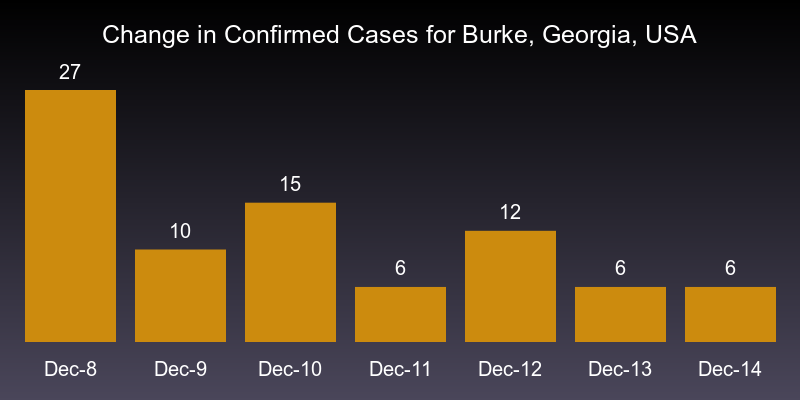 Change in Confirmed Cases for Burke, Georgia, USA
27
10
15
6
12
6
6
Dec-8
Dec-9
Dec-10
Dec-11
Dec-12
Dec-13
Dec-14